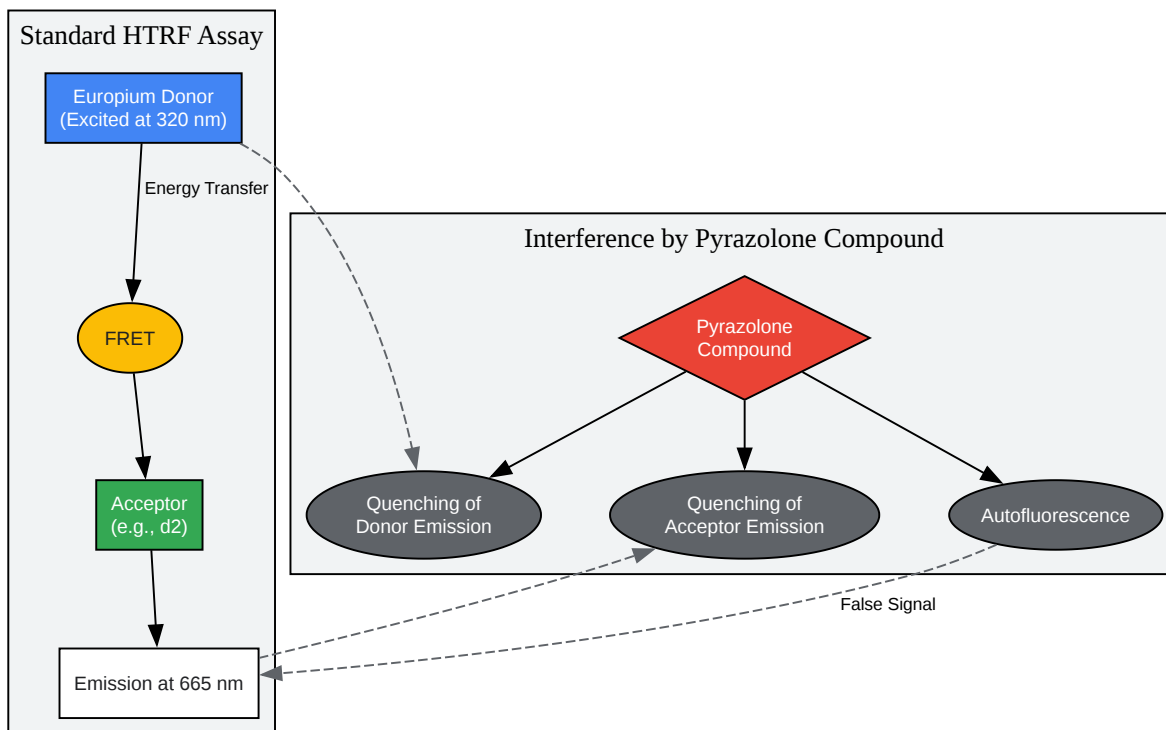 Standard HTRF Assay
Europium Donor
(Excited at 320 nm)
Energy Transfer
FRET
Acceptor
(e.g., d2)
Emission at 665 nm
Interference by Pyrazolone Compound
Pyrazolone
Compound
Quenching of
Donor Emission
Quenching of
Acceptor Emission
Autofluorescence
False Signal